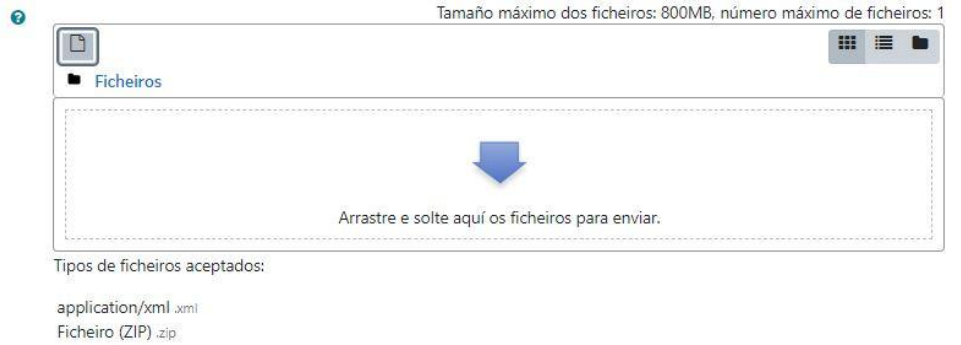 Tamaño máximo dos ficheiros: 800MB, número máximo de ficheiros: 1
Ficheiros
Arrastre e solte aquí os ficheiros para enviar.
Tipos de ficheiros aceptados:
application/xml .xml
Ficheiro (ZIP) .zip